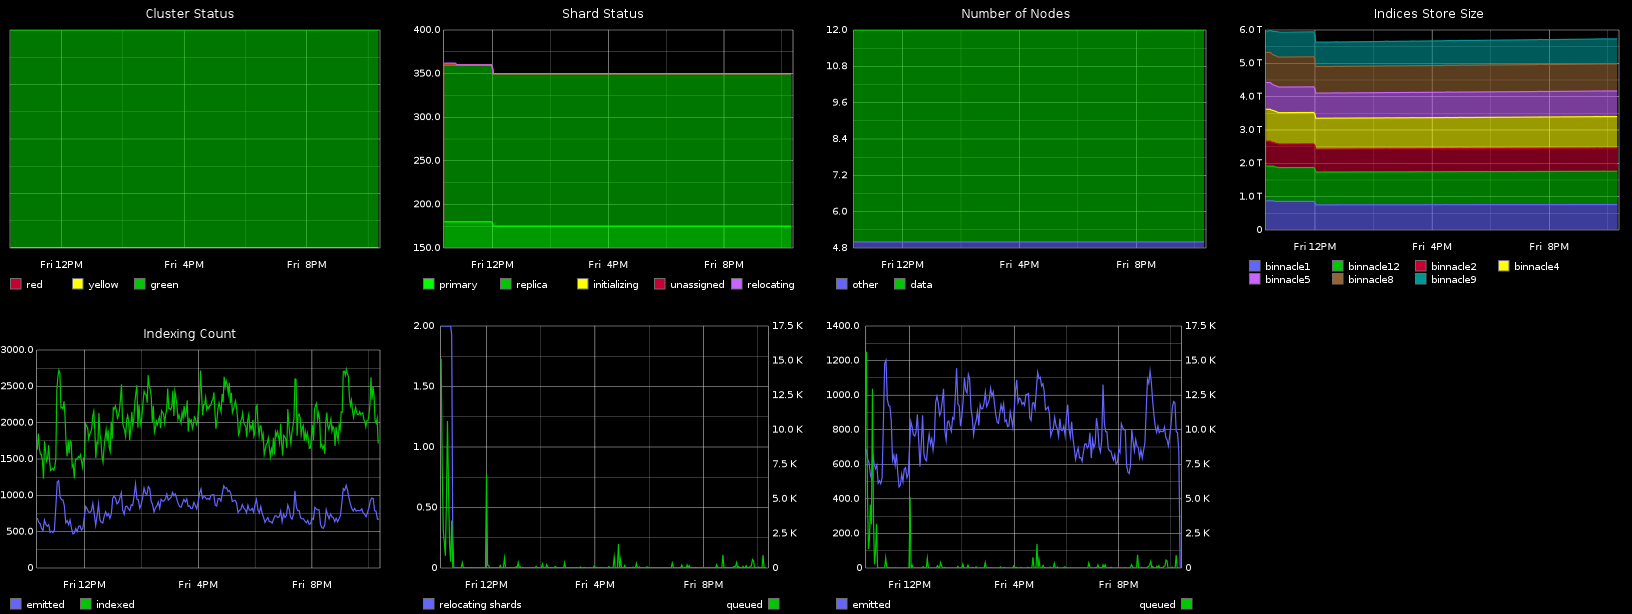 Cluster Status
Fri 12PM Fri 4PM Fri 8PM
red yellow green
Shard Status
400.0
350.0
300.0
250.0
200.0
150.0
Fri 12PM Fri 4PM Fri 8PM
primary replica initializing unassigned relocating
Number of Nodes
12.0
10.8
9.6
8.4
7.2
6.0
4.8
Fri 12PM Fri 4PM Fri 8PM
other data
Indices Store Size
6.0 T
5.0 T
4.0 T
3.0 T
2.0 T
1.0 T
0
Fri 12PM Fri 4PM Fri 8PM
binnacle1 binnacle12 binnacle2 binnacle4
binnacle5 binnacle8 binnacle9
Indexing Count
3000.0
2500.0
2000.0
1500.0
1000.0
500.0
0
Fri 12PM Fri 4PM Fri 8PM
emitted indexed
2.00 17.5 K
15.0 K
1.50 12.5 K
10.0 K
1.00
7.5 K
0.50 5.0 K
2.5 K
0 0
Fri 12PM Fri 4PM Fri 8PM
relocating shards queued
1400.0 17.5 K
1200.0 15.0 K
1000.0 12.5 K
800.0 10.0 K
600.0 7.5 K
400.0 5.0 K
200.0 2.5 K
0 0
Fri 12PM Fri 4PM Fri 8PM
emitted queued